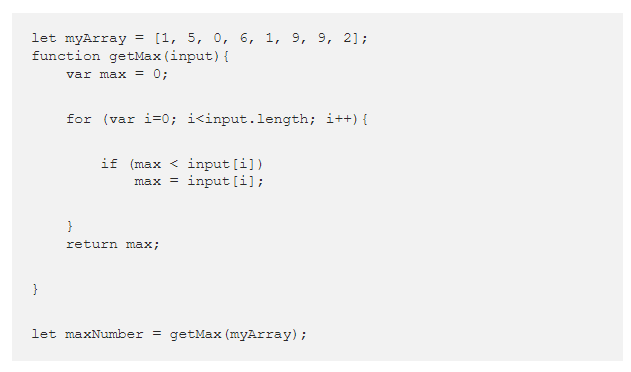 let myArray = [1, 5, 0, 6, 1, 9, 9, 2];
function getMax(input){
    var max = 0;
    for (var i=0; i<input.length; i++){
        if (max < input[i])
            max = input[i];
    }
    return max;
}
let maxNumber = getMax(myArray);